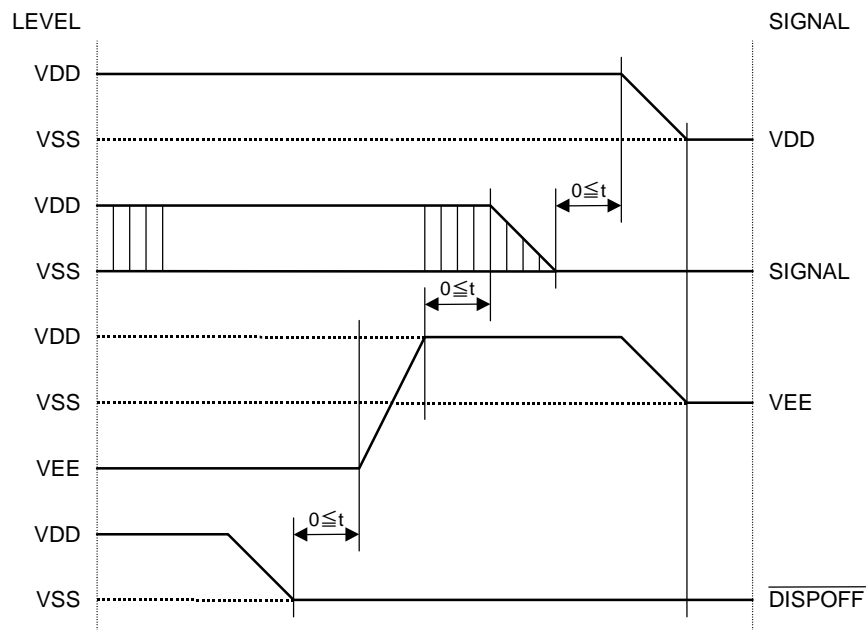 LEVEL SIGNAL
VDD
VSS VDD
VDD 0≦t
VSS SIGNAL
0≦t
VDD
VSS VEE
VEE
VDD 0≦t
VSS DISPOFF